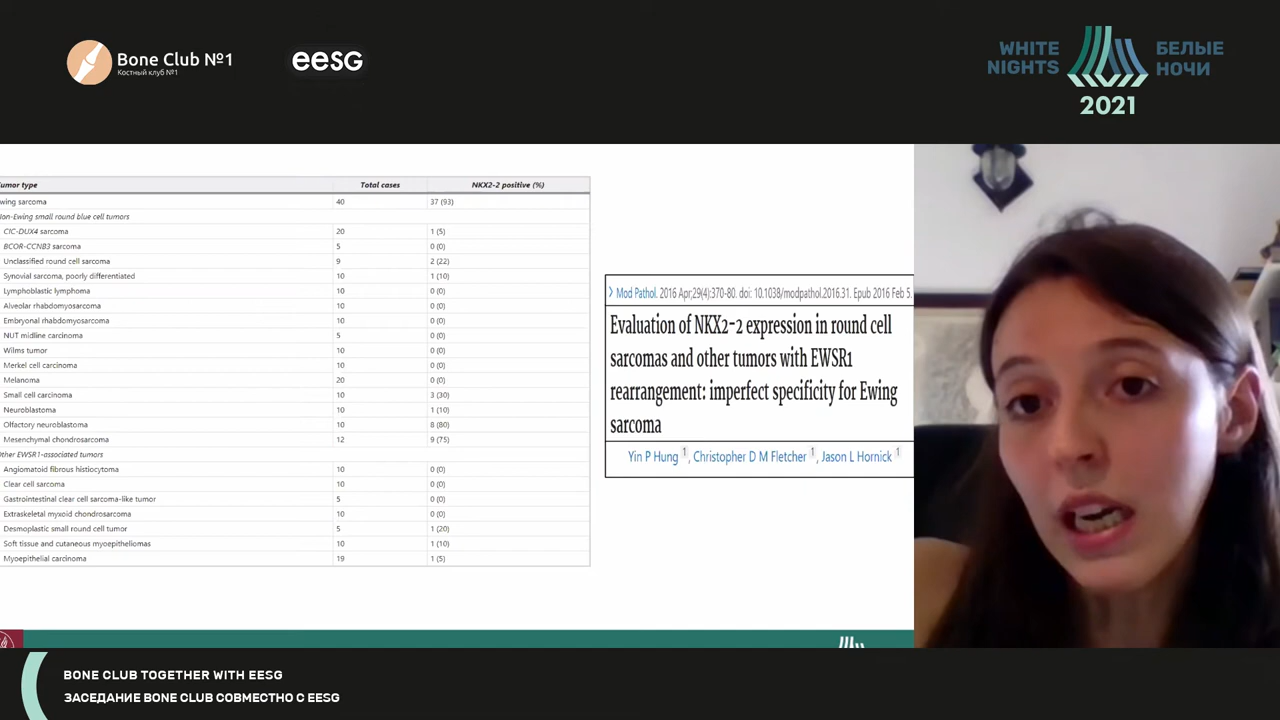 Bone Club №1
Костный клуб №1
eesg
WHITE NIGHTS
БЕЛЫЕ НОЧИ
2021
umor type Total cases NKX2-2 positive (%)
wing sarcoma 40 37 (93)
on-Ewing small round blue cell tumors
CIC-DUX4 sarcoma 20 1 (5)
BCOR-CCNB3 sarcoma 5 0 (0)
Unclassified round cell sarcoma 9 2 (22)
Synovial sarcoma, poorly differentiated 10 1 (10)
Lymphoblastic lymphoma 10 0 (0)
Alveolar rhabdomyosarcoma 10 0 (0)
Embryonal rhabdomyosarcoma 10 0 (0)
NUT midline carcinoma 5 0 (0)
Wilms tumor 10 0 (0)
Merkel cell carcinoma 10 0 (0)
Melanoma 20 0 (0)
Small cell carcinoma 10 3 (30)
Neuroblastoma 10 1 (10)
Olfactory neuroblastoma 10 8 (80)
Mesenchymal chondrosarcoma 12 9 (75)
ther EWSR1-associated tumors
Angiomatoid fibrous histiocytoma 10 0 (0)
Clear cell sarcoma 10 0 (0)
Gastrointestinal clear cell sarcoma-like tumor 5 0 (0)
Extraskeletal myxoid chondrosarcoma 10 0 (0)
Desmoplastic small round cell tumor 5 1 (20)
Soft tissue and cutaneous myoepitheliomas 10 1 (10)
Myoepithelial carcinoma 19 1 (5)
Mod Pathol. 2016 Apr;29(4):370-80. doi: 10.1038/modpathol.2016.31. Epub 2016 Feb 5.
Evaluation of NKX2-2 expression in round cell
sarcomas and other tumors with EWSR1
rearrangement: imperfect specificity for Ewing
sarcoma
Yin P Hung 1, Christopher D M Fletcher 1, Jason L Hornick 1
BONE CLUB TOGETHER WITH EESG
ЗАСЕДАНИЕ BONE CLUB СОВМЕСТНО С EESG